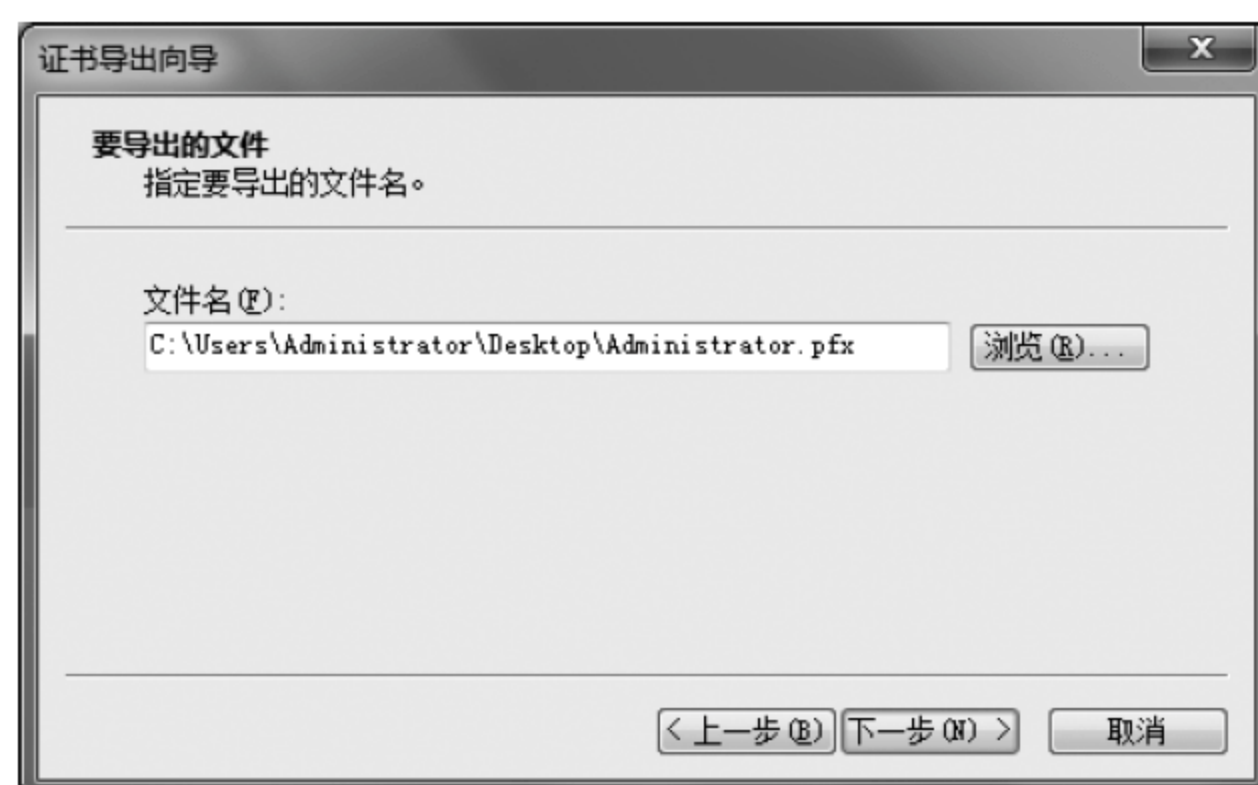 证书导出向导
要导出的文件
指定要导出的文件名。
文件名(F):
C:\Users\Administrator\Desktop\Administrator.pfx
浏览(R)...
<上一步(B) 下一步(N) > 取消